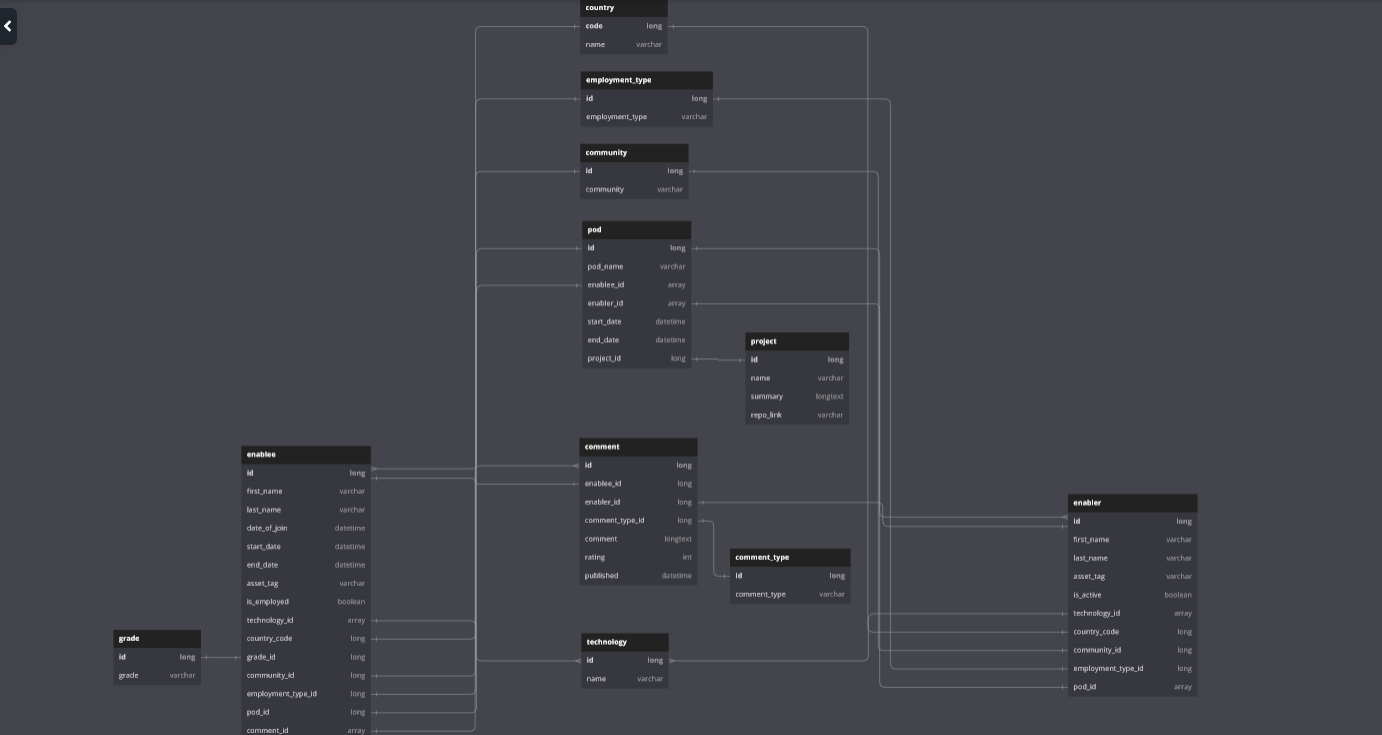 country
code long
name varchar
employment_type
id long
employment_type varchar
community
id long
community varchar
pod
id long
pod_name varchar
enablee_id array
enabler_id array
start_date datetime
end_date datetime
project_id long
project
id long
name varchar
summary longtext
repo_link varchar
enablee
id long
first_name varchar
last_name varchar
date_of_join datetime
start_date datetime
end_date datetime
asset_tag varchar
is_employed boolean
technology_id array
country_code long
grade_id long
community_id long
employment_type_id long
pod_id long
comment_id array
comment
id long
enablee_id long
enabler_id long
comment_type_id long
comment longtext
rating int
published datetime
comment_type
id long
comment_type varchar
enabler
id long
first_name varchar
last_name varchar
asset_tag varchar
is_active boolean
technology_id array
country_code long
community_id long
employment_type_id long
pod_id array
grade
id long
grade varchar
technology
id long
name varchar